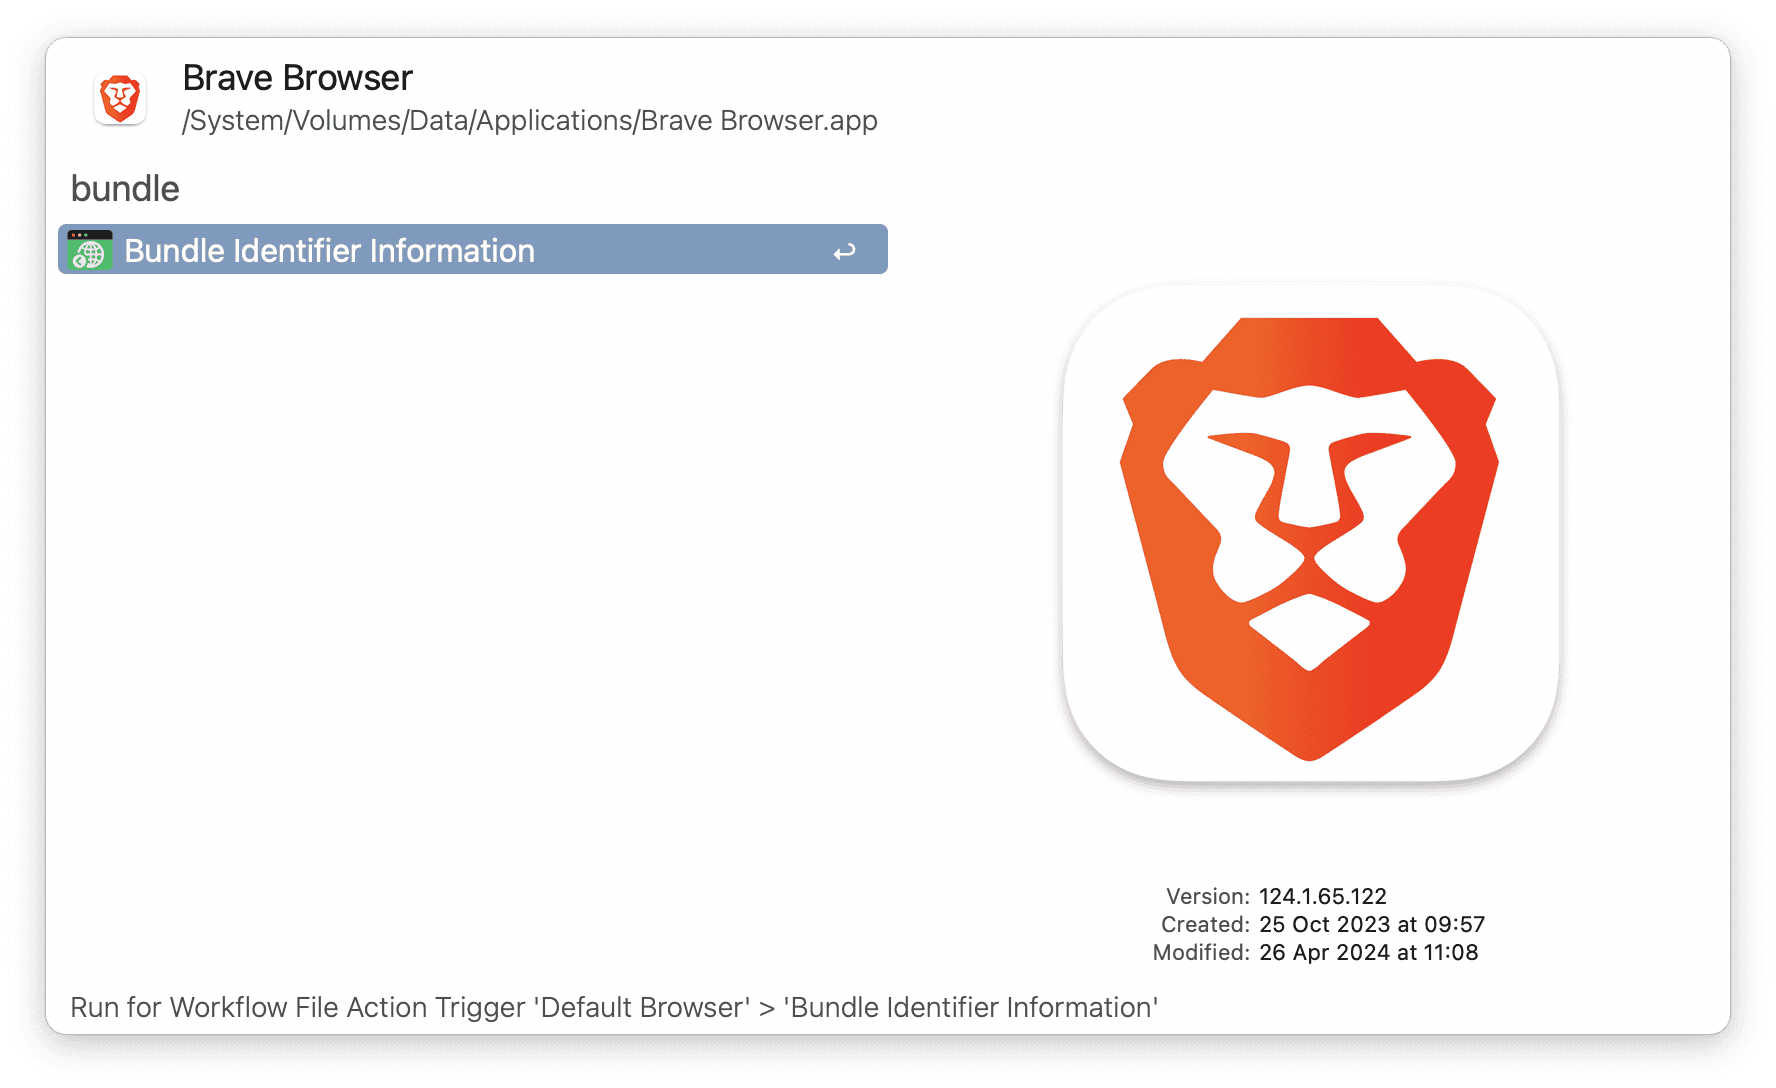 Brave Browser
/System/Volumes/Data/Applications/Brave Browser.app
bundle
Bundle Identifier Information
Version: 124.1.65.122
Created: 25 Oct 2023 at 09:57
Modified: 26 Apr 2024 at 11:08
Run for Workflow File Action Trigger 'Default Browser' > 'Bundle Identifier Information'